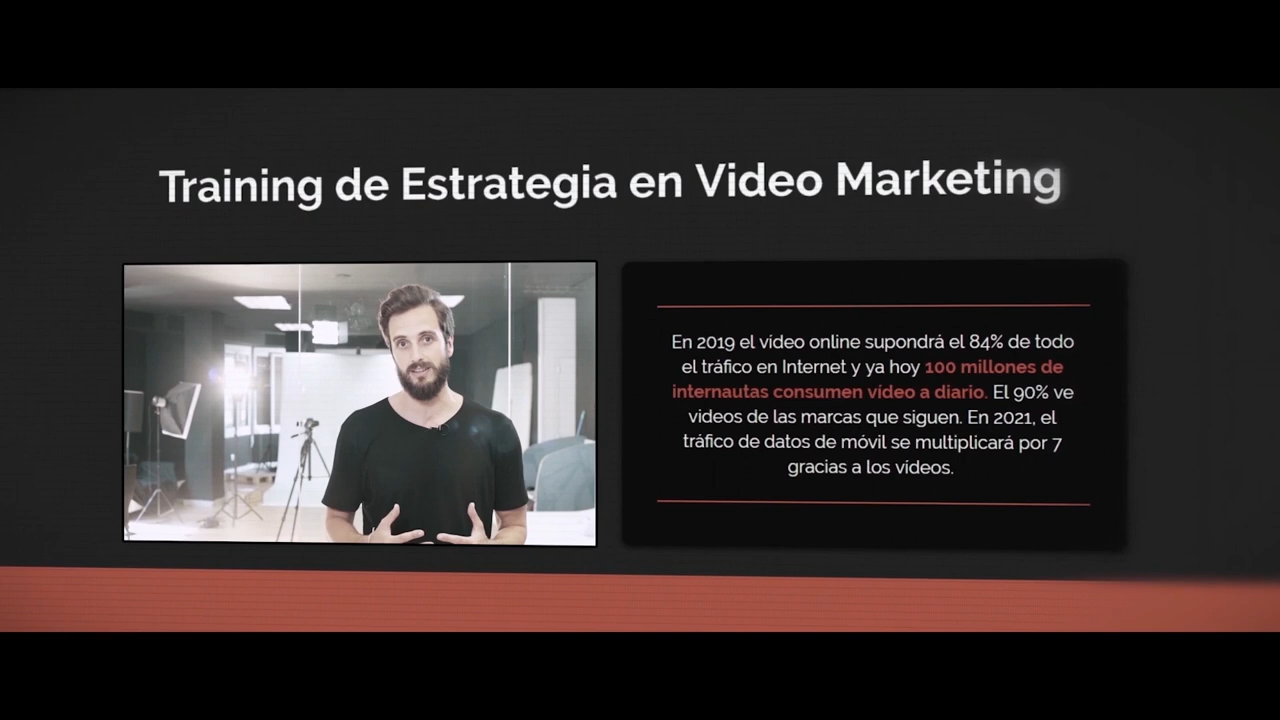 Training de Estrategia en Video Marketing
En 2019 el vídeo online supondrá el 84% de todo
el tráfico en Internet y ya hoy 100 millones de
internautas consumen vídeo a diario. El 90% ve
videos de las marcas que siguen. En 2021, el
tráfico de datos de móvil se multiplicará por 7
gracias a los vídeos.